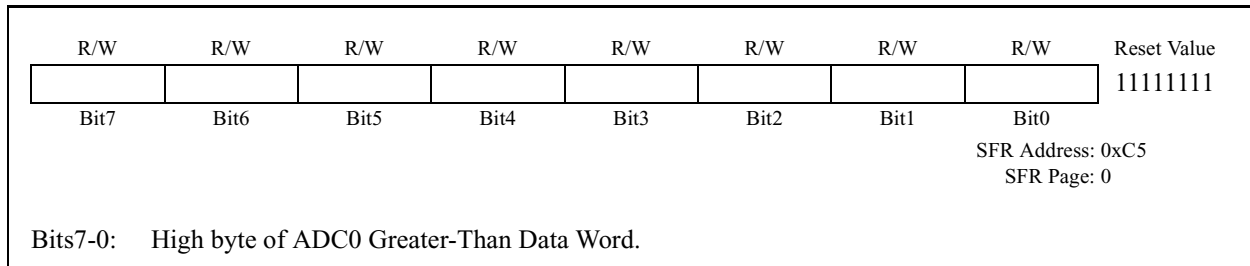 R/W R/W R/W R/W R/W R/W R/W R/W Reset Value
11111111
Bit7 Bit6 Bit5 Bit4 Bit3 Bit2 Bit1 Bit0
SFR Address: 0xC5
SFR Page: 0
Bits7-0: High byte of ADC0 Greater-Than Data Word.